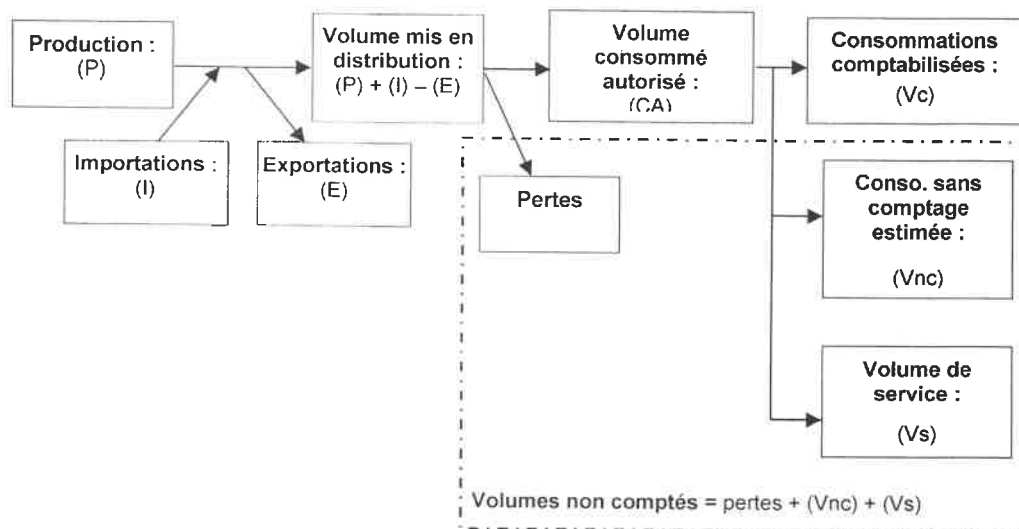 Production :
(P)
Volume mis en
distribution :
(P) + (I) – (E)
Volume
consommé
autorisé :
(CA)
Consommations
comptabilisées :
(Vc)
Importations :
(I)
Exportations :
(E)
Pertes
Conso. sans
comptage
estimée :
(Vnc)
Volume de
service :
(Vs)
Volumes non comptés = pertes + (Vnc) + (Vs)